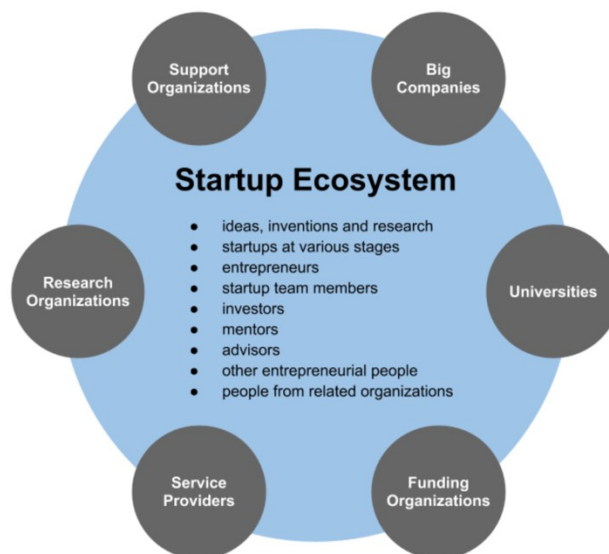 Support
Organizations
Big
Companies
Startup Ecosystem
● ideas, inventions and research
● startups at various stages
● entrepreneurs
● startup team members
● investors
● mentors
● advisors
● other entrepreneurial people
● people from related organizations
Research
Organizations
Universities
Service
Providers
Funding
Organizations